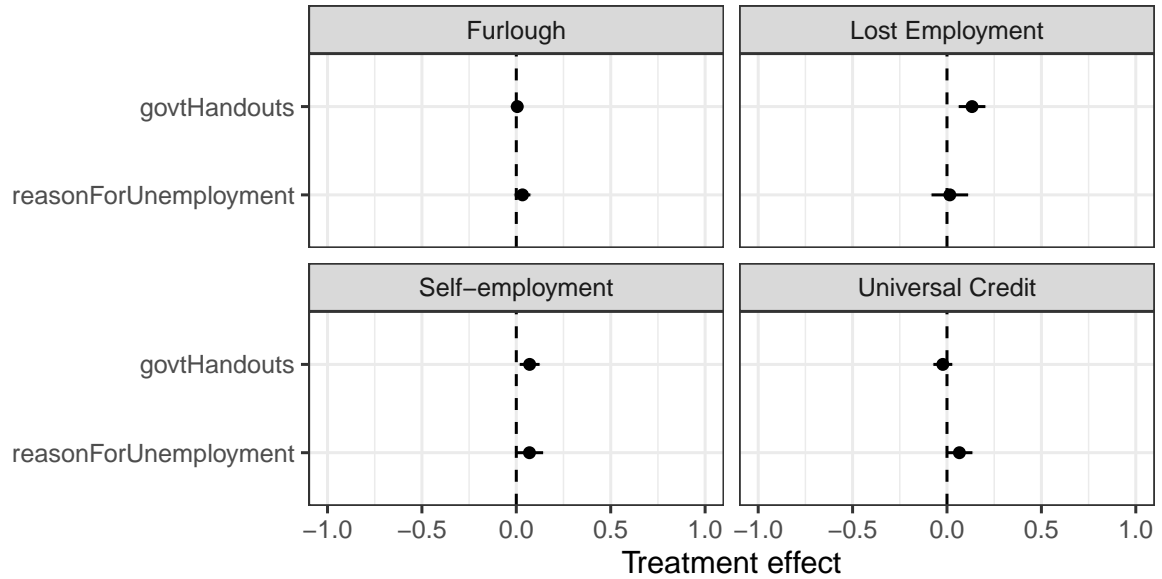 Furlough
Lost Employment
govtHandouts
reasonForUnemployment
Self−employment
Universal Credit
govtHandouts
reasonForUnemployment
−1.0 −0.5 0.0 0.5 1.0
−1.0 −0.5 0.0 0.5 1.0
Treatment effect